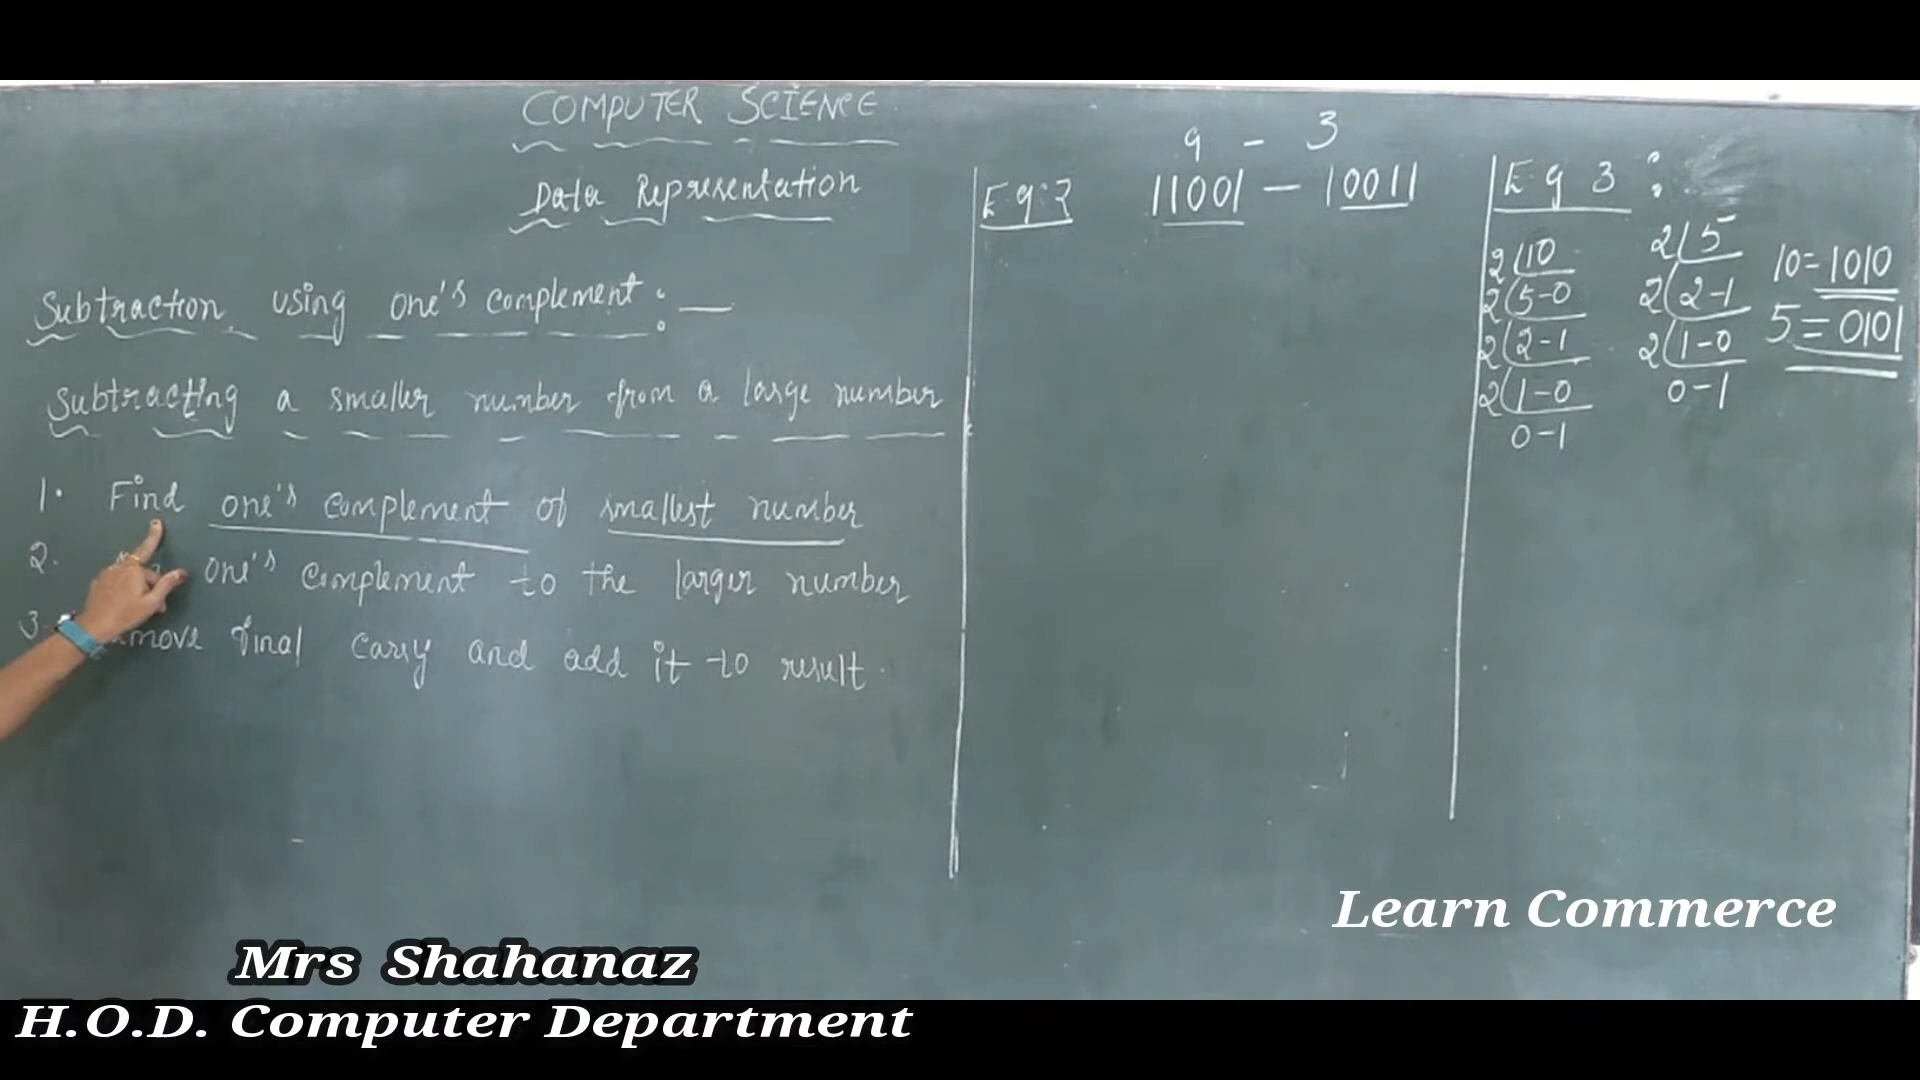 COMPUTER SCIENCE
Data Representation
Subtraction using one's complement : —
Subtracting a smaller number from a large number
1. Find one's complement of smallest number
2. one's complement to the larger number
3. move final carry and add it to result.
9 - 3
Eg:2 11001 — 10011
Eg 3 :
2 10
2 5-0
2 2-1
2 1-0
0-1
2 5
2 2-1
2 1-0
0-1
10=1010
5=0101
Learn Commerce
Mrs Shahanaz
H.O.D. Computer Department